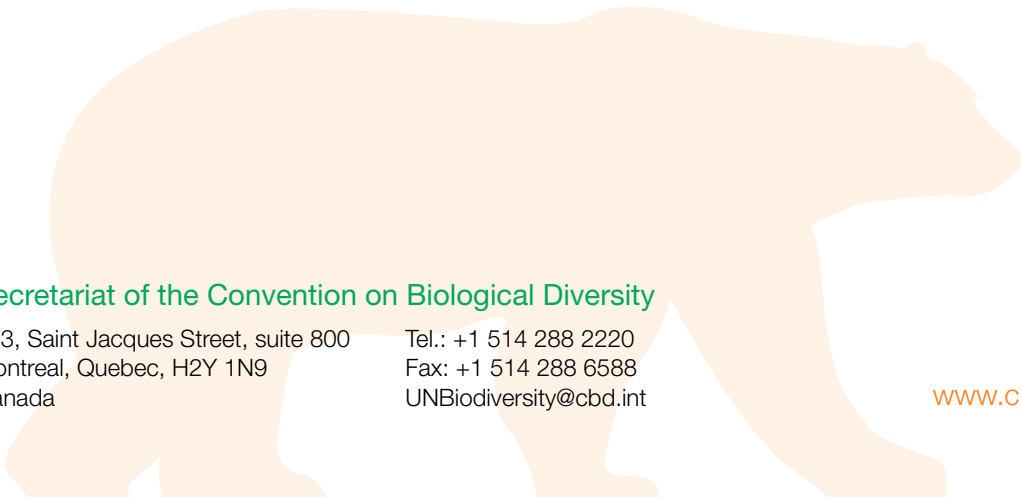 ecretariat of the Convention on Biological Diversity
3, Saint Jacques Street, suite 800
ontreal, Quebec, H2Y 1N9
anada
Tel.: +1 514 288 2220
Fax: +1 514 288 6588
UNBiodiversity@cbd.int
www.c